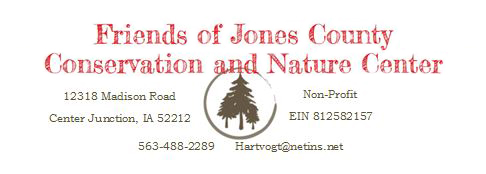 Friends of Jones County
Conservation and Nature Center
12318 Madison Road
Non-Profit
Center Junction, IA 52212
EIN 812582157
563-488-2289 Hartvogt@netins.net